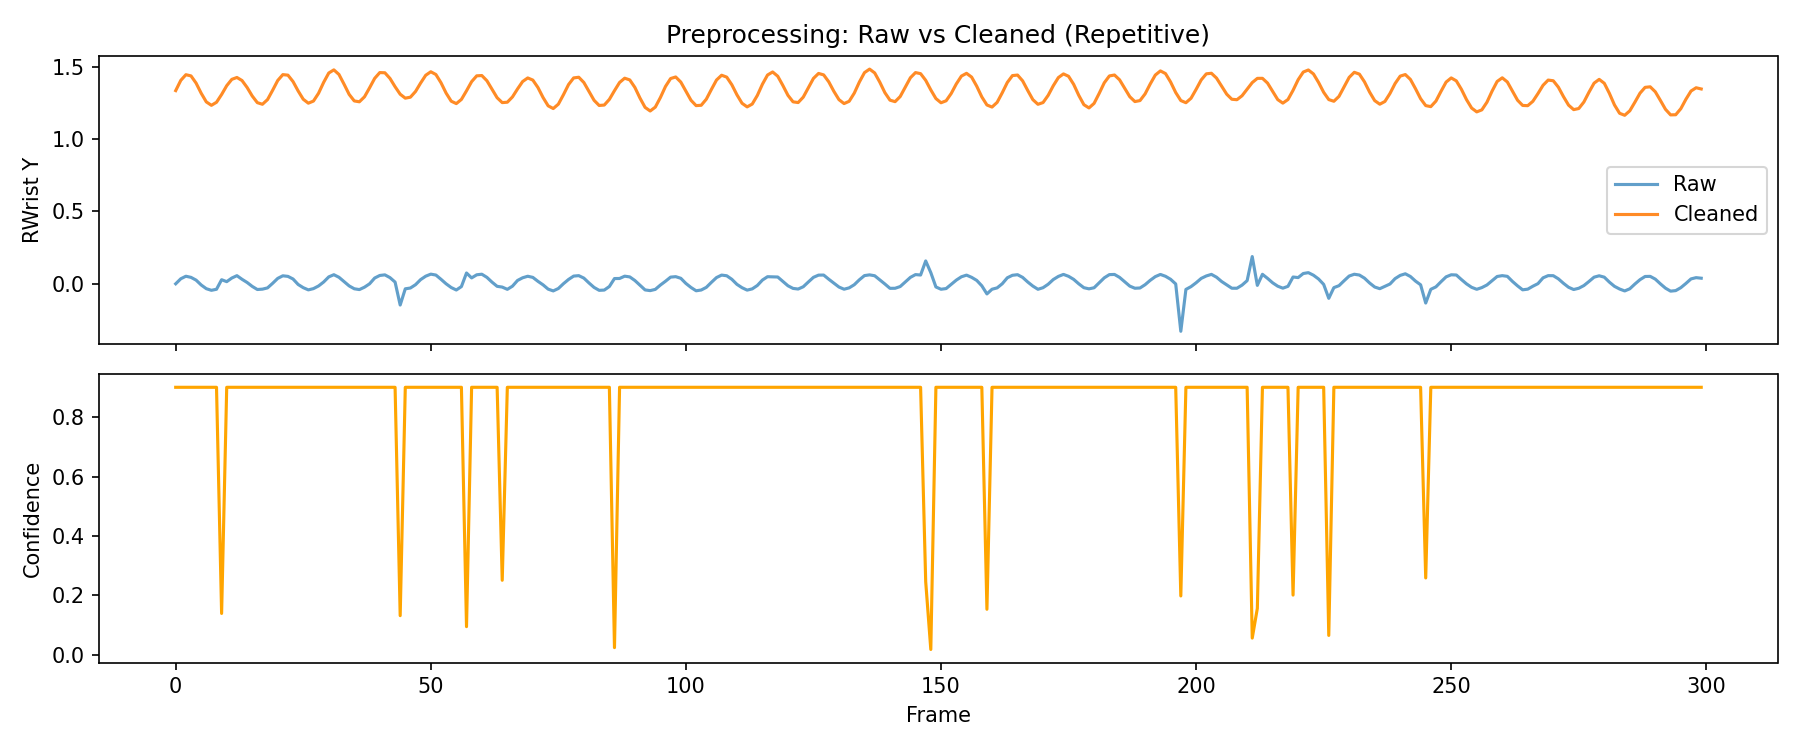 Preprocessing: Raw vs Cleaned (Repetitive)
1.5
1.0
0.5
0.0
RWrist Y
Raw
Cleaned
0.8
0.6
0.4
0.2
0.0
Confidence
0 50 100 150 200 250 300
Frame